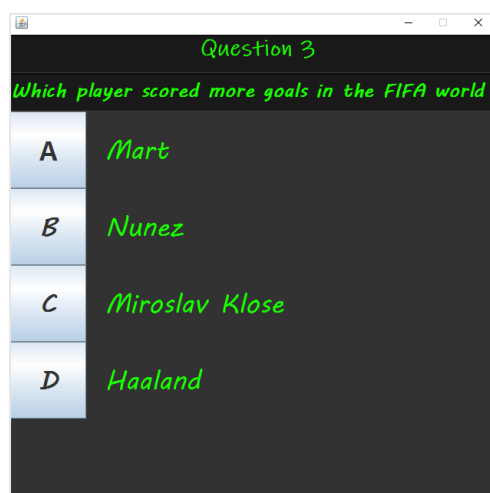 Question 3
Which player scored more goals in the FIFA world
A Mart
B Nunez
C Miroslav Klose
D Haaland